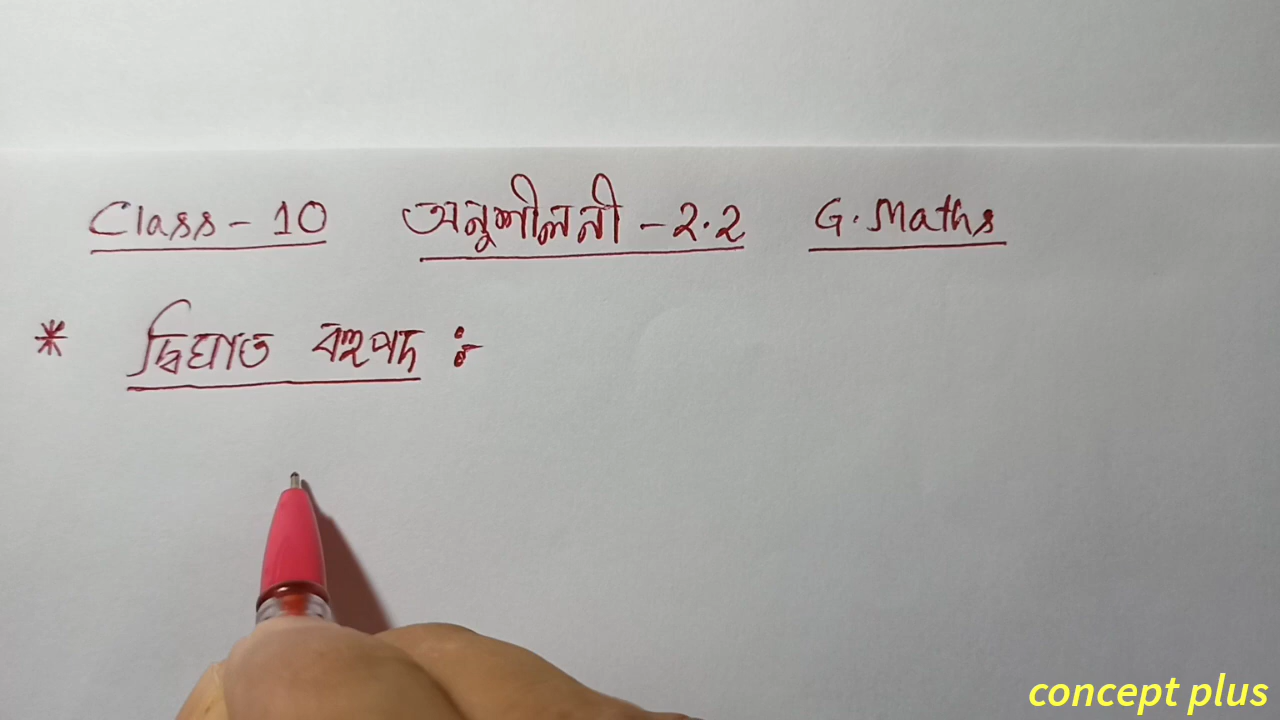 Class - 10 অনুশীলনী - 2.2 G. Maths
* দ্বিঘাত বহুপদ :-
concept plus